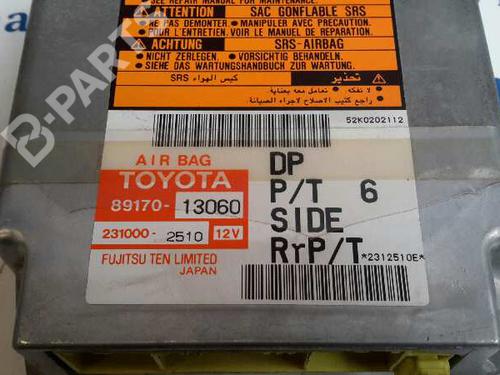 SEE REPAIR MANUAL FOR MAINTENANCE.
ATTENTION SAC GONFLABLE SRS
•NE PAS DEMONTER. •MANIPULER AVEC PRECAUTION.
•POUR L'ENTRETIEN, VOIR LE MANUEL DE REPARATION
ACHTUNG SRS-AIRBAG
•NICHT ZERLEGEN. •VORSICHTIG BEHANDELN
•SIEHE DAS WARTUNGSHANDBUCH ZUR WARTUNG
كيس الهواء SRS
تحذير
• لا تفكه • تعامل معه بعناية
• راجع كتيب الاصلاح لاجراء الصيانة
52K0202112
B-PARTS
AIR BAG
TOYOTA
89170-13060
231000-2510 12V
FUJITSU TEN LIMITED
JAPAN
DP
P/T 6
SIDE
RrP/T
*2312510E*